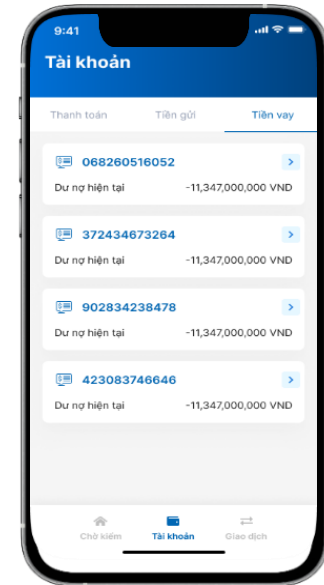 9:41
Tài khoản
Thanh toán Tiền gửi Tiền vay
068260516052
Dư nợ hiện tại -11,347,000,000 VND
372434673264
Dư nợ hiện tại -11,347,000,000 VND
902834238478
Dư nợ hiện tại -11,347,000,000 VND
423083746646
Dư nợ hiện tại -11,347,000,000 VND
Chờ kiểm Tài khoản Giao dịch